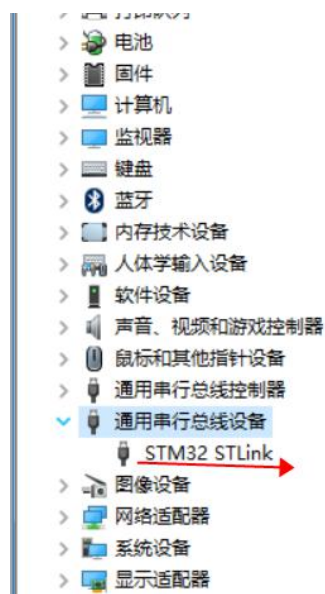 电池
固件
计算机
监视器
键盘
蓝牙
内存技术设备
人体学输入设备
软件设备
声音、视频和游戏控制器
鼠标和其他指针设备
通用串行总线控制器
通用串行总线设备
STM32 STLink
图像设备
网络适配器
系统设备
显示适配器